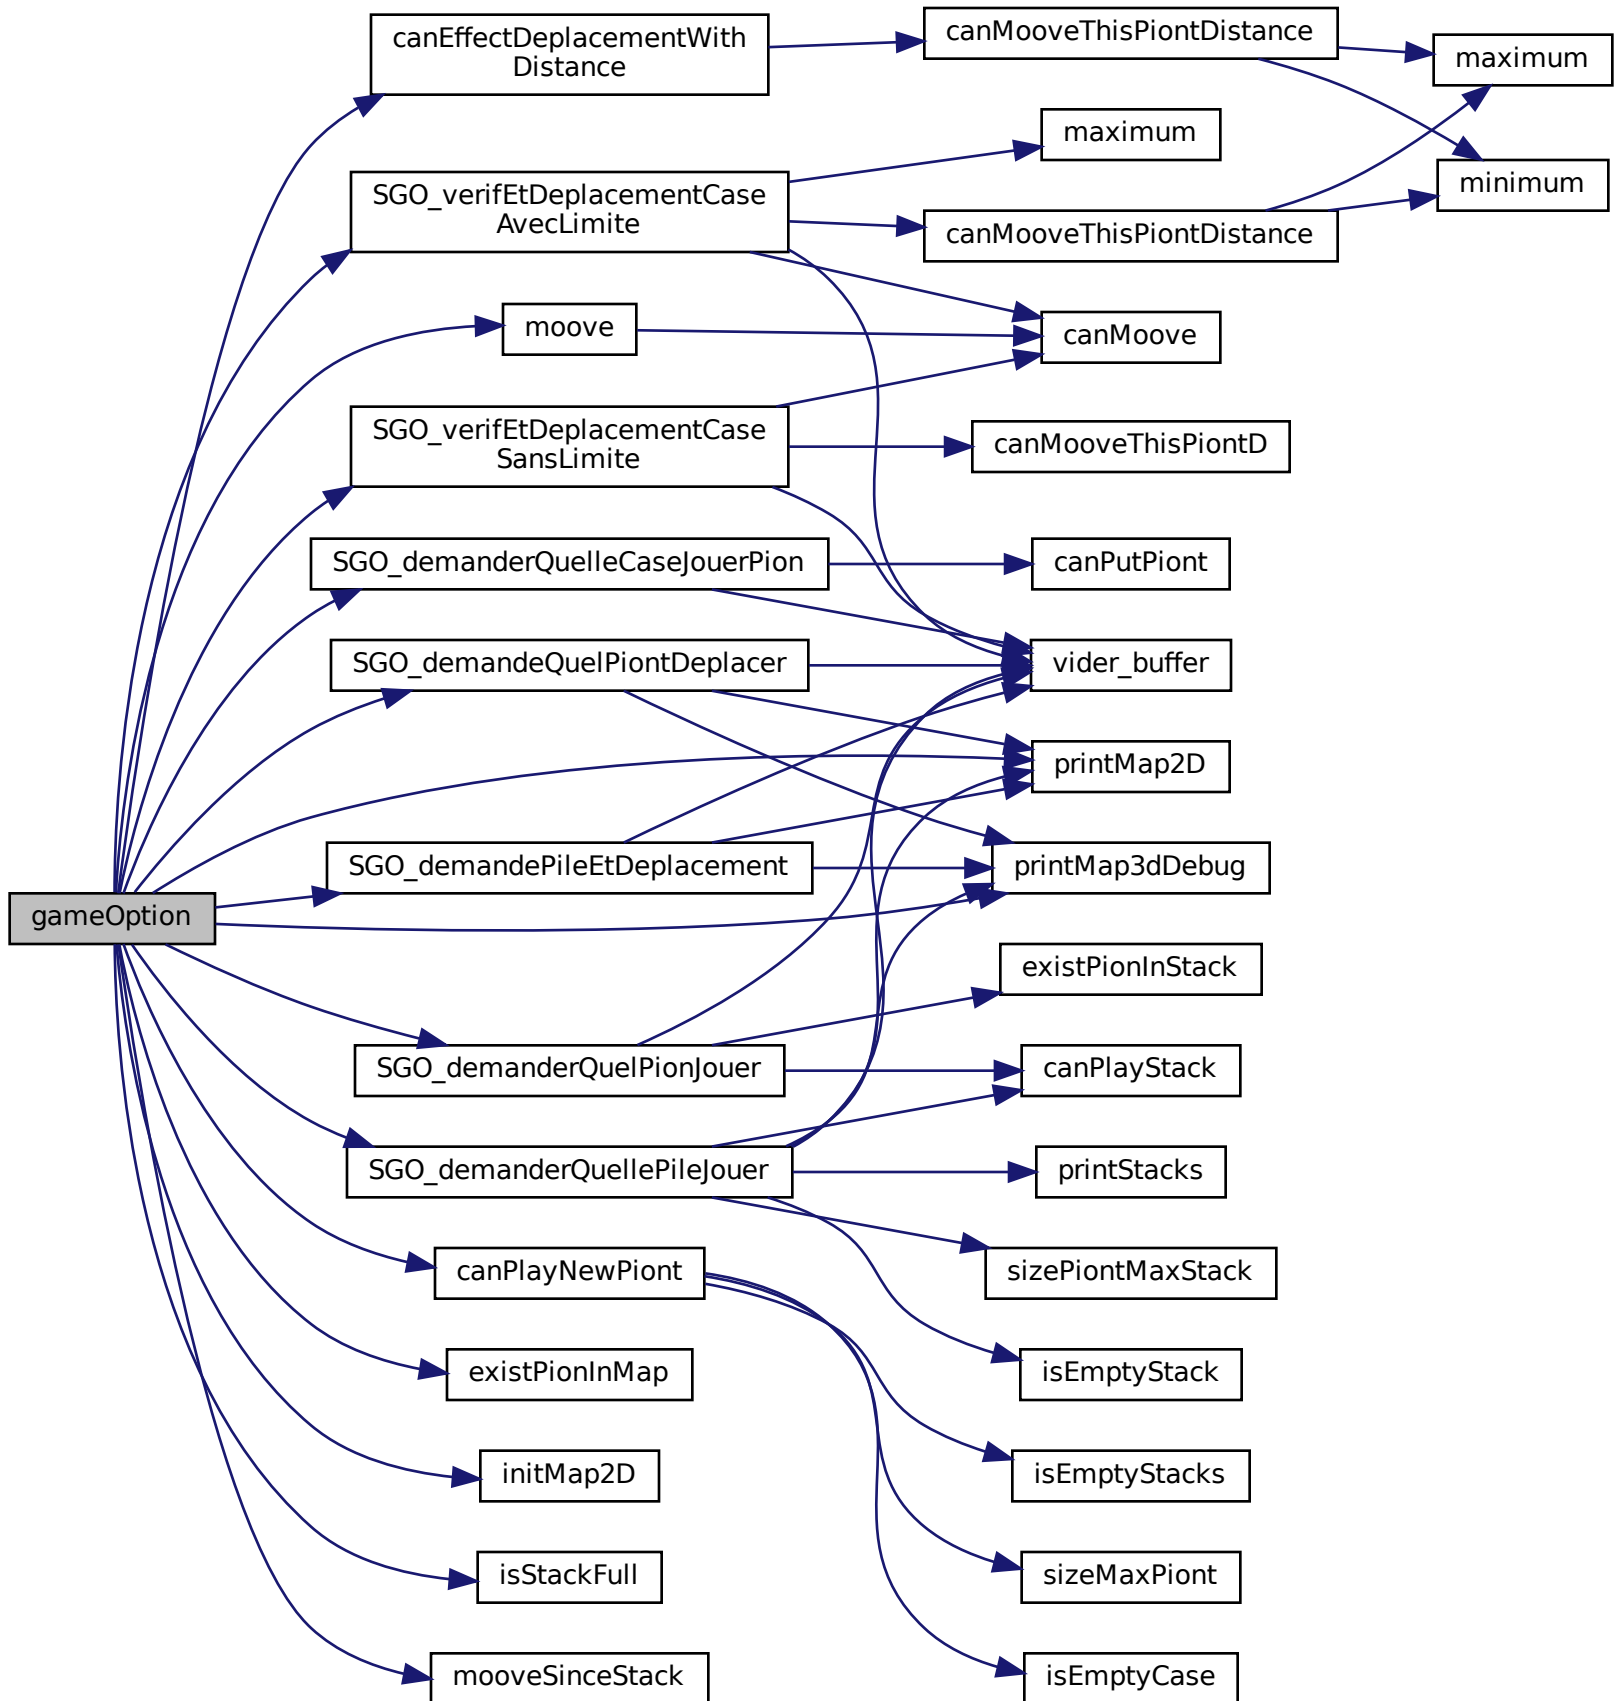 canEffectDeplacementWith
Distance
canMooveThisPiontDistance
maximum
maximum
SGO_verifEtDeplacementCase
AvecLimite
minimum
canMooveThisPiontDistance
moove
canMoove
SGO_verifEtDeplacementCase
SansLimite
canMooveThisPiontD
SGO_demanderQuelleCaseJouerPion
canPutPiont
SGO_demandeQuelPiontDeplacer
vider_buffer
printMap2D
SGO_demandePileEtDeplacement
printMap3dDebug
gameOption
existPionInStack
SGO_demanderQuelPionJouer
canPlayStack
SGO_demanderQuellePileJouer
printStacks
canPlayNewPiont
sizePiontMaxStack
existPionInMap
isEmptyStack
initMap2D
isEmptyStacks
isStackFull
sizeMaxPiont
mooveSinceStack
isEmptyCase